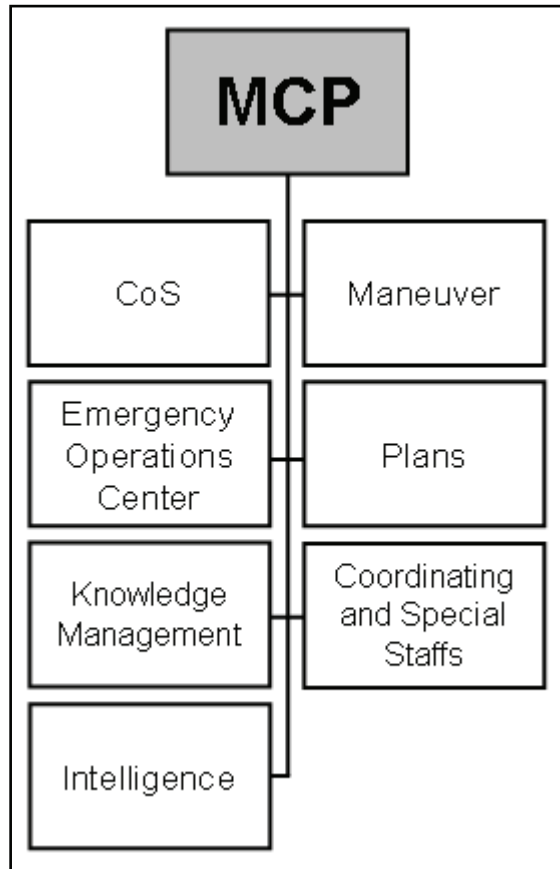 MCP
CoS
Maneuver
Emergency
Operations
Center
Plans
Knowledge
Management
Coordinating
and Special
Staffs
Intelligence